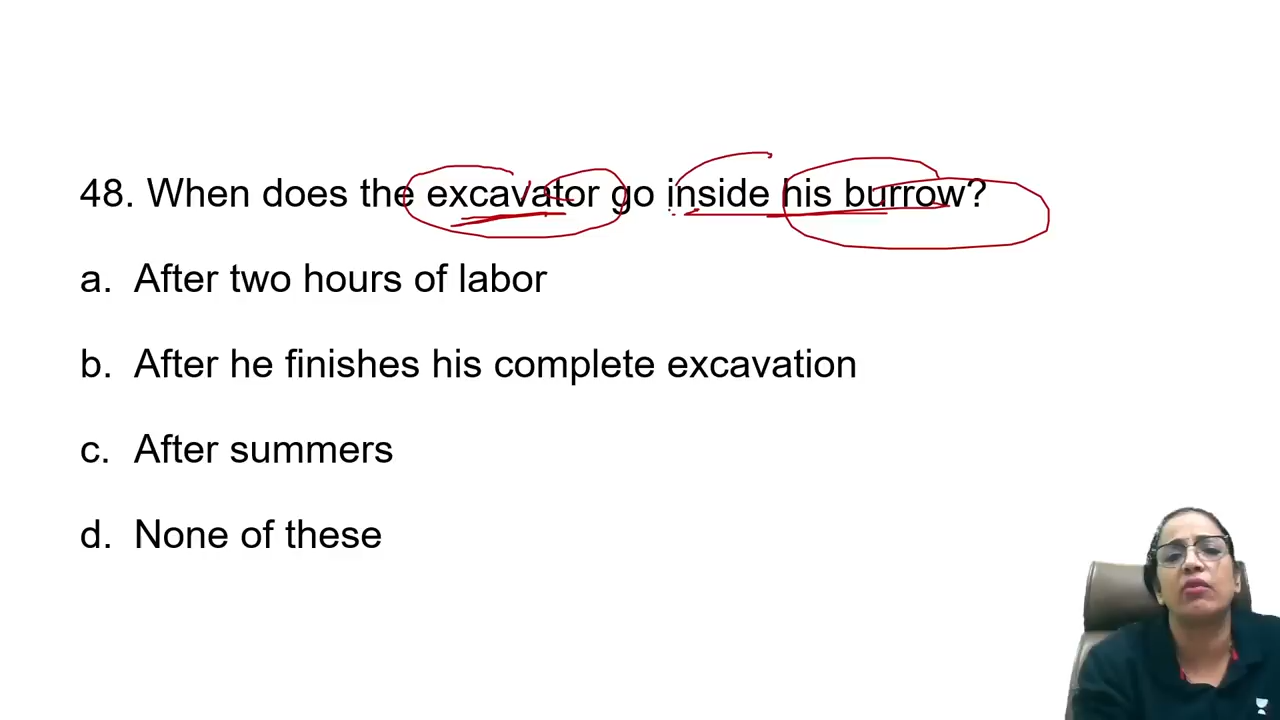 48. When does the excavator go inside his burrow?
a. After two hours of labor
b. After he finishes his complete excavation
c. After summers
d. None of these